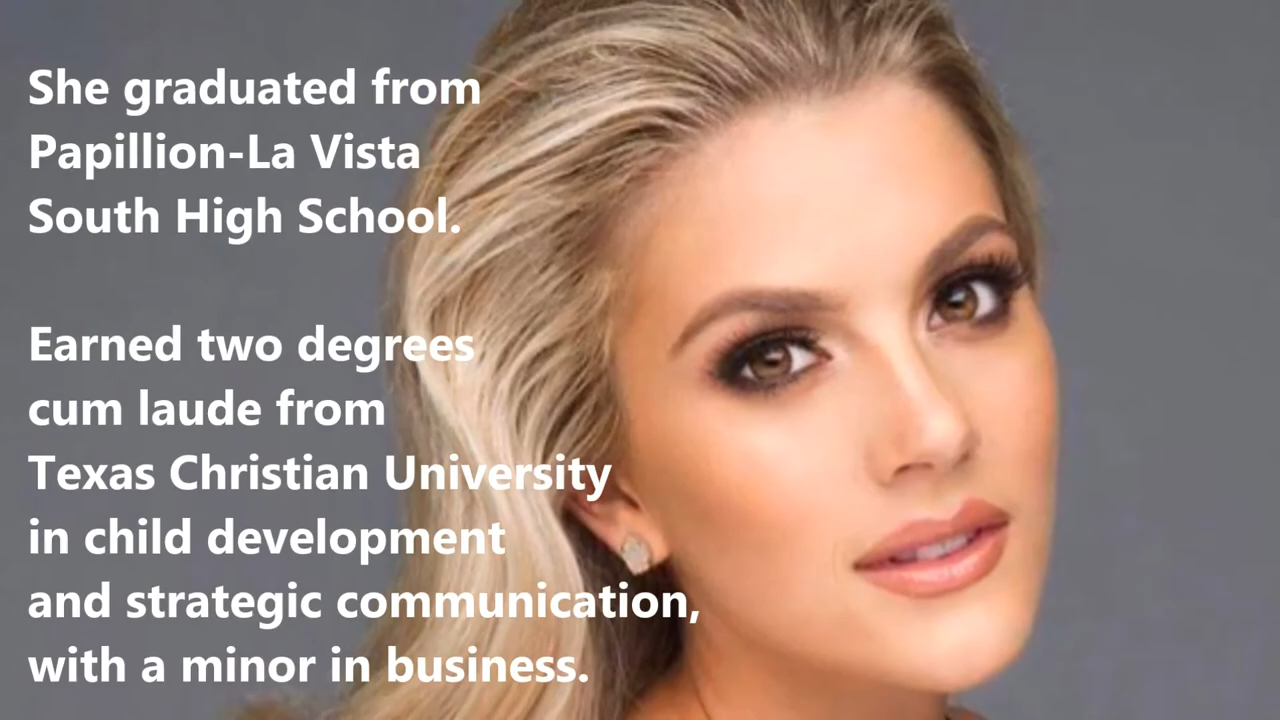 She graduated from
Papillion-La Vista
South High School.
Earned two degrees
cum laude from
Texas Christian University
in child development
and strategic communication,
with a minor in business.